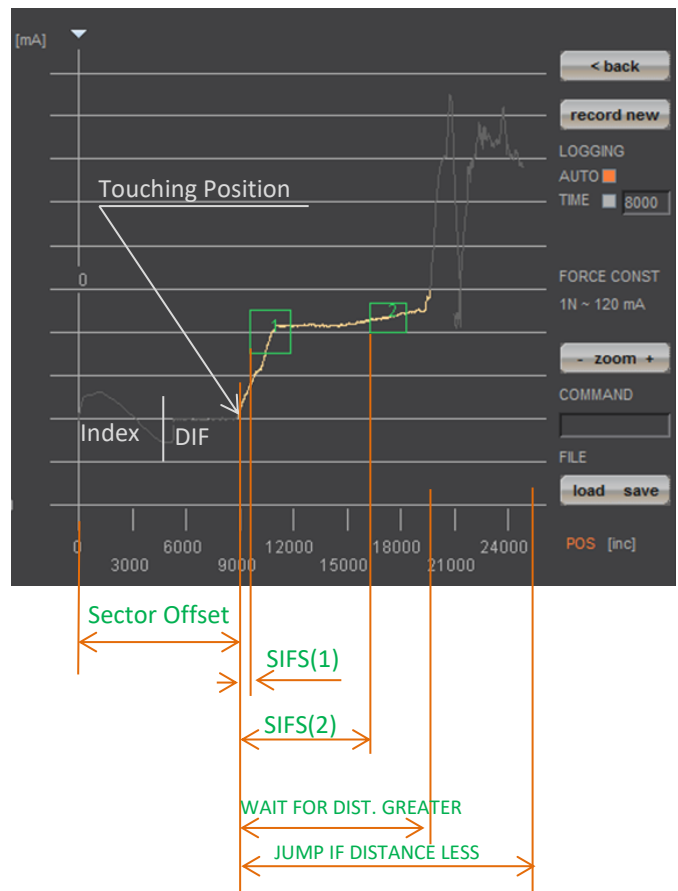 [mA]
< back
record new
LOGGING
AUTO
TIME 8000
Touching Position
0
FORCE CONST
1N ~ 120 mA
1
2
- zoom +
COMMAND
Index
DIF
FILE
load save
0 6000 12000 18000 24000
3000 9000 15000 21000
POS [inc]
Sector Offset
SIFS(1)
SIFS(2)
WAIT FOR DIST. GREATER
JUMP IF DISTANCE LESS